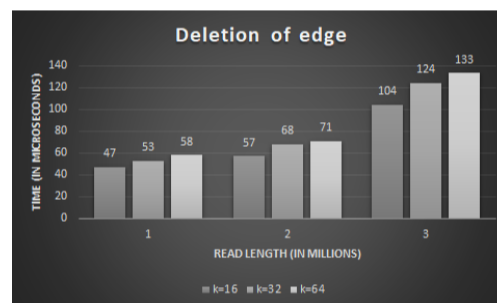 Deletion of edge
TIME (IN MICROSECONDS)
140
120
100
80
60
40
20
0
47 53 58
57 68 71
104 124 133
1 2 3
READ LENGTH (IN MILLIONS)
k=16 k=32 k=64